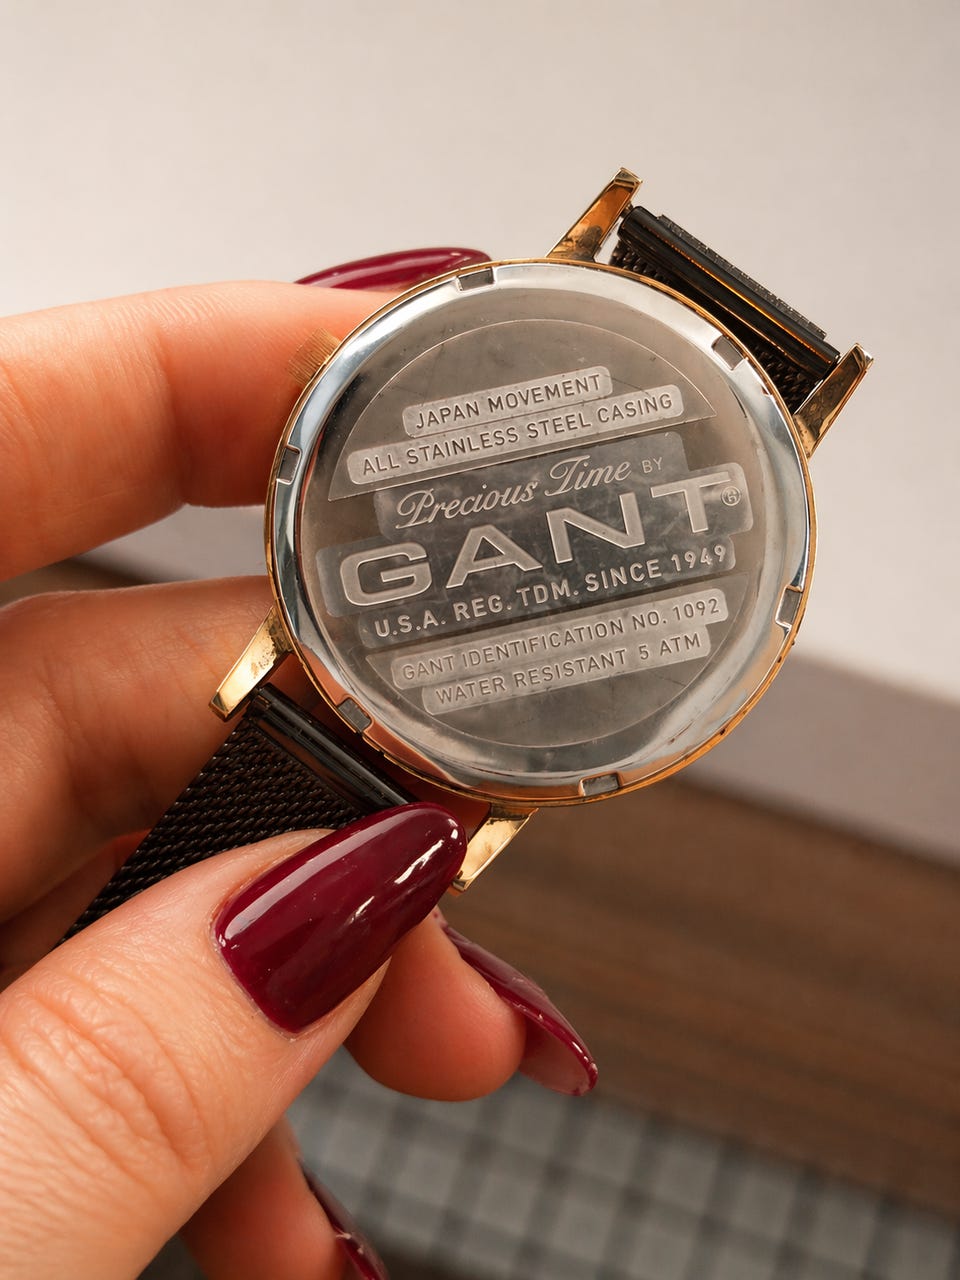 JAPAN MOVEMENT
ALL STAINLESS STEEL CASING
Precious Time BY
GANT®
U.S.A. REG. TDM. SINCE 1949
GANT IDENTIFICATION NO. 1092
WATER RESISTANT 5 ATM